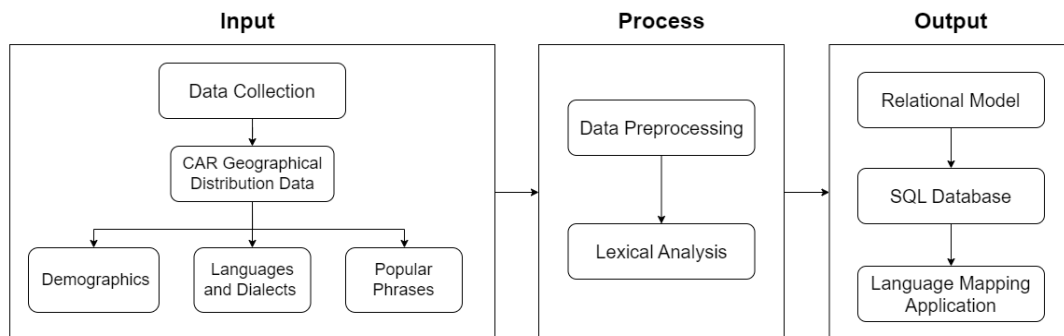 Input
Process
Output
Data Collection
CAR Geographical
Distribution Data
Demographics
Languages
and Dialects
Popular
Phrases
Data Preprocessing
Lexical Analysis
Relational Model
SQL Database
Language Mapping
Application